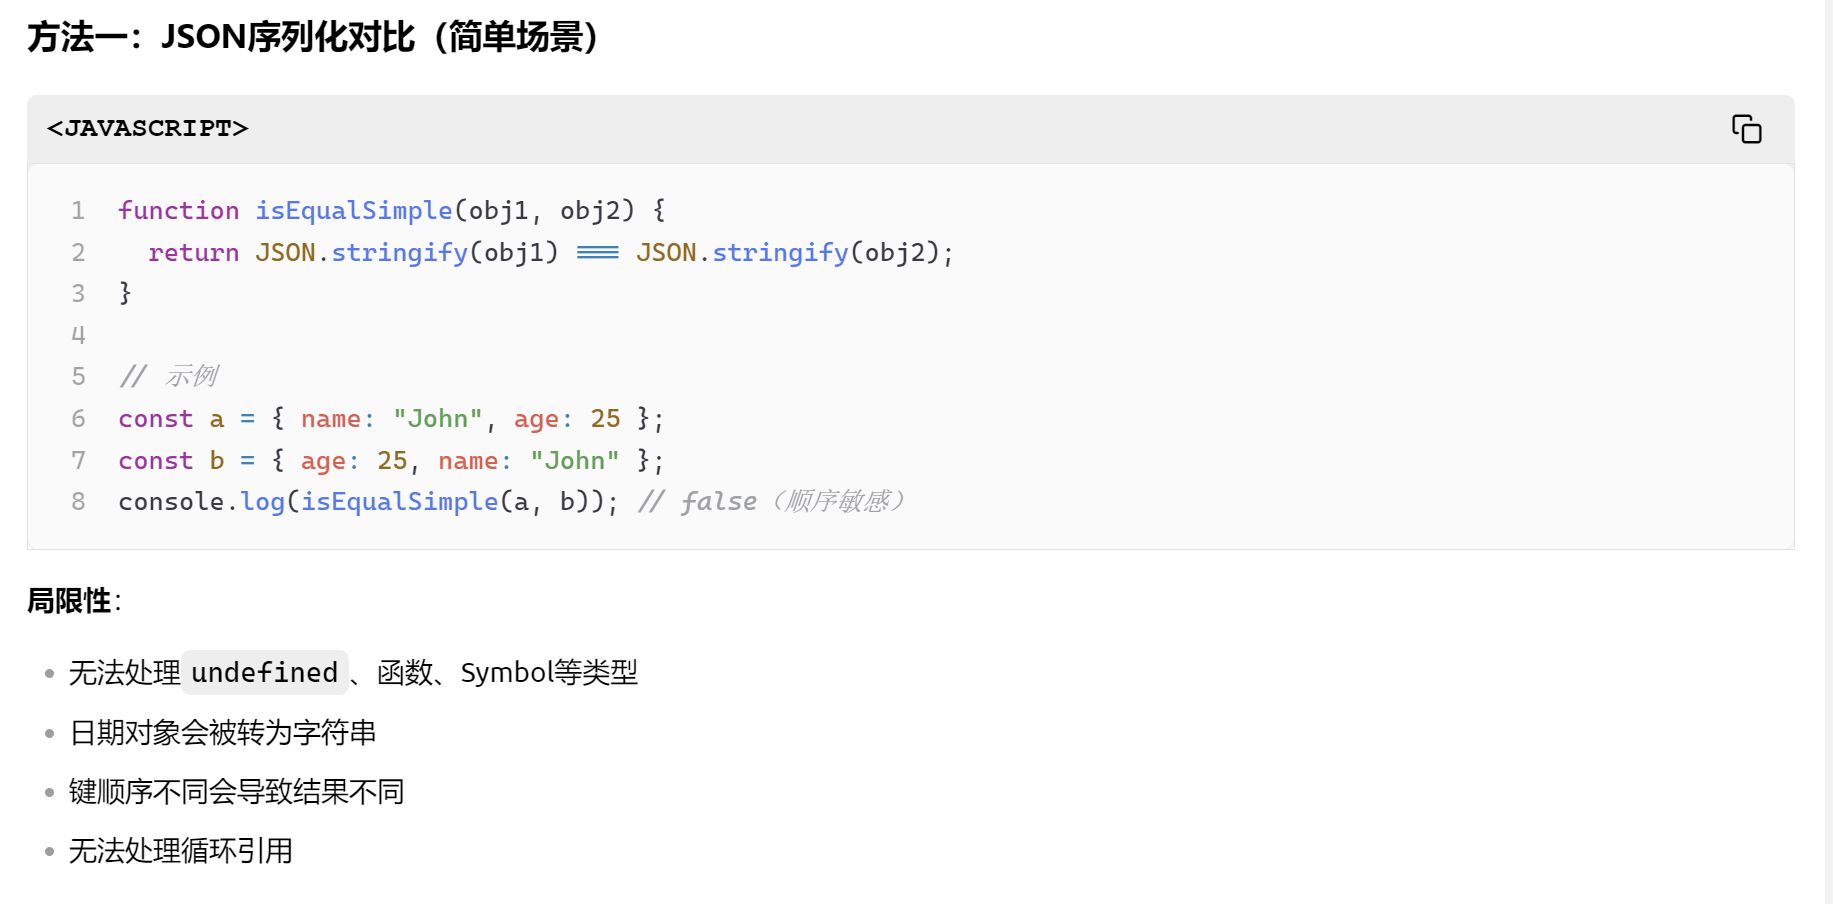 方法一：JSON序列化对比（简单场景）
<JAVASCRIPT>
1 function isEqualSimple(obj1, obj2) {
2   return JSON.stringify(obj1) === JSON.stringify(obj2);
3 }
4
5 // 示例
6 const a = { name: "John", age: 25 };
7 const b = { age: 25, name: "John" };
8 console.log(isEqualSimple(a, b)); // false（顺序敏感）
局限性：
• 无法处理 undefined 、函数、Symbol等类型
• 日期对象会被转为字符串
• 键顺序不同会导致结果不同
• 无法处理循环引用